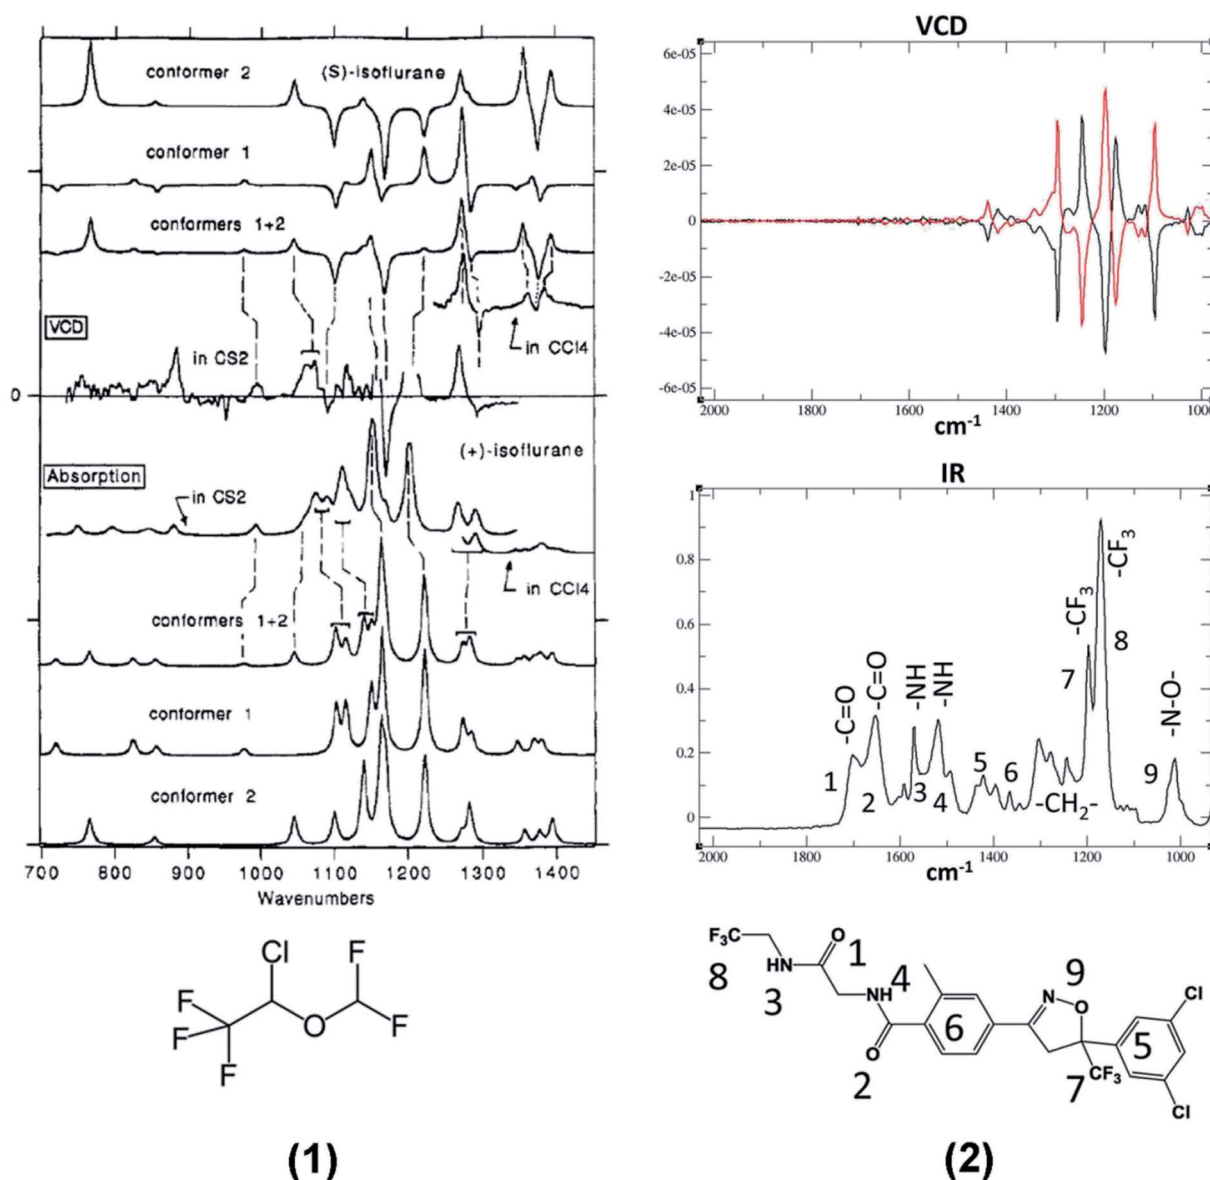 conformer 2
(S)-isoflurane
conformer 1
conformers 1+2
VCD
in CS2
in CCl4
0
(+)-isoflurane
Absorption
in CS2
in CCl4
conformers 1+2
conformer 1
conformer 2
700 800 900 1000 1100 1200 1300 1400
Wavenumbers
Cl F
F F O F
F
(1)
VCD
6e-05
4e-05
2e-05
0
-2e-05
-4e-05
-6e-05
2000 1800 1600 1400 1200 1000
cm-1
IR
1
0.8
0.6
0.4
0.2
0
-C=O
-C=O
-NH
-NH
-CH2-
-CF3
-CF3
-N-O-
1 2 3 4 5 6 7 8 9
2000 1800 1600 1400 1200 1000
cm-1
F3C O 1
8 HN 3 NH 4 9
N O Cl
6 5
O 2 7 CF3
Cl
(2)